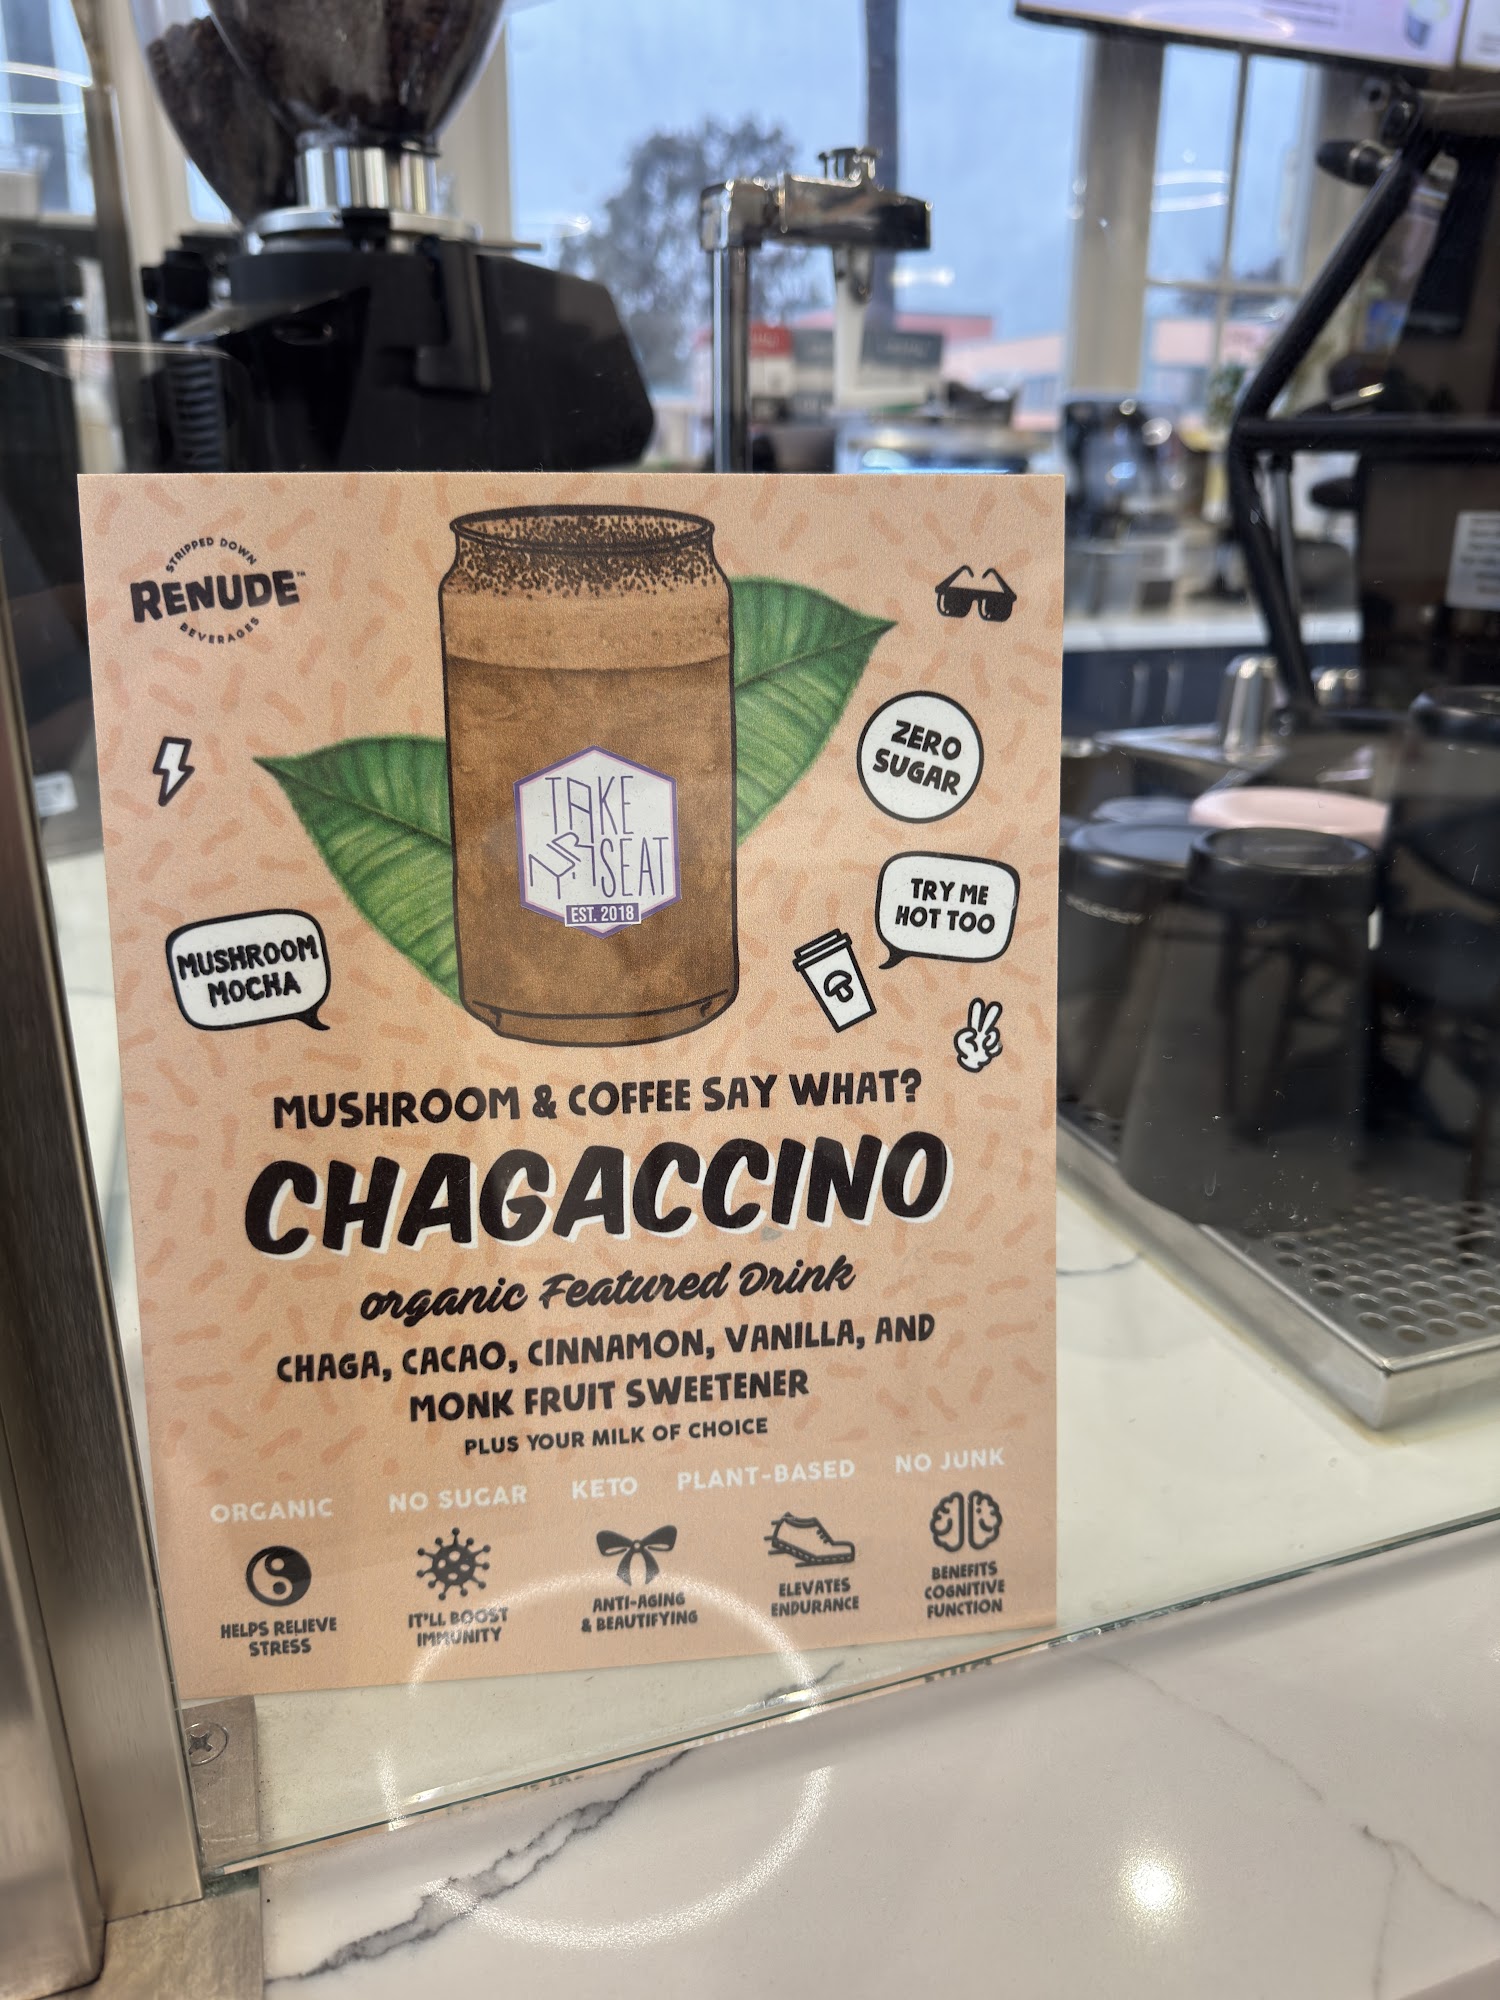 STRIPPED DOWN
RENUDE™
BEVERAGES
ZERO
SUGAR
TAKE
UR SEAT
EST. 2018
TRY ME
HOT TOO
MUSHROOM
MOCHA
MUSHROOM & COFFEE SAY WHAT?
CHAGACCINO
organic Featured Drink
CHAGA, CACAO, CINNAMON, VANILLA, AND
MONK FRUIT SWEETENER
PLUS YOUR MILK OF CHOICE
ORGANIC NO SUGAR KETO PLANT-BASED NO JUNK
HELPS RELIEVE
STRESS
IT'LL BOOST
IMMUNITY
ANTI-AGING
& BEAUTIFYING
ELEVATES
ENDURANCE
BENEFITS
COGNITIVE
FUNCTION